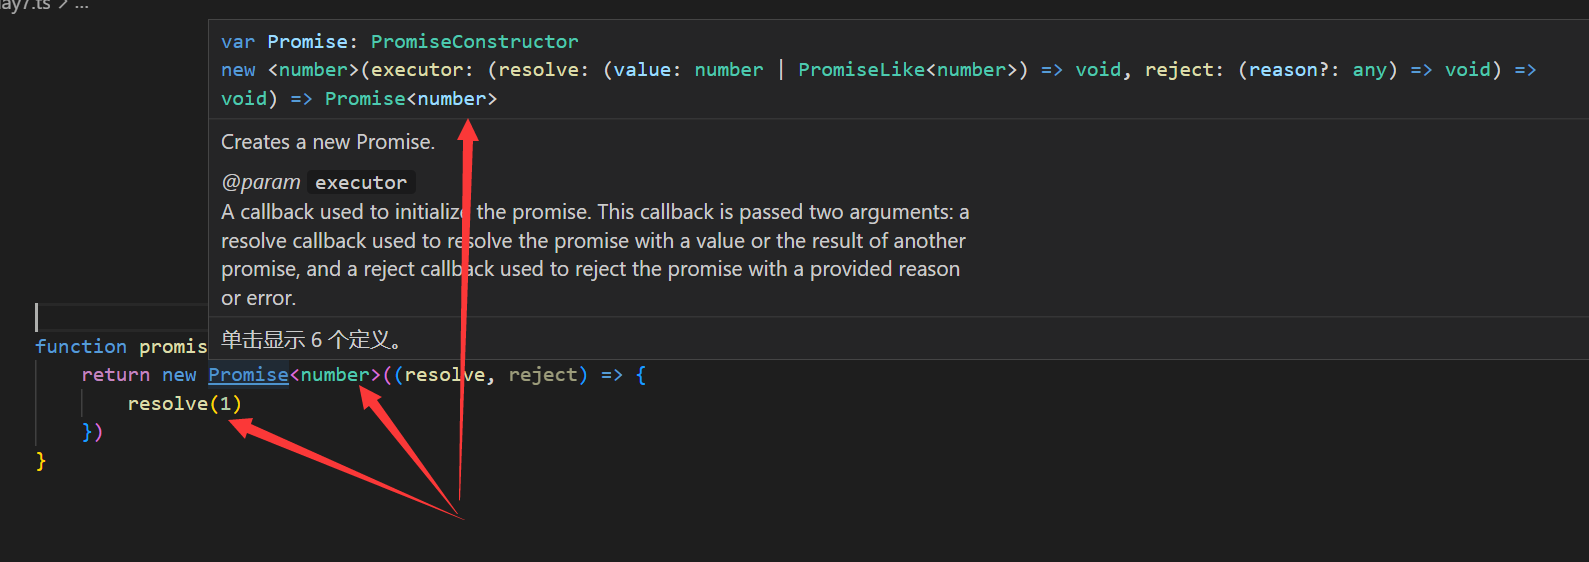 ay7.ts > ...
var Promise: PromiseConstructor
new <number>(executor: (resolve: (value: number | PromiseLike<number>) => void, reject: (reason?: any) => void) =>
void) => Promise<number>
Creates a new Promise.
@param executor
A callback used to initialize the promise. This callback is passed two arguments: a
resolve callback used to resolve the promise with a value or the result of another
promise, and a reject callback used to reject the promise with a provided reason
or error.
单击显示 6 个定义。
function promis
return new Promise<number>((resolve, reject) => {
resolve(1)
})
}